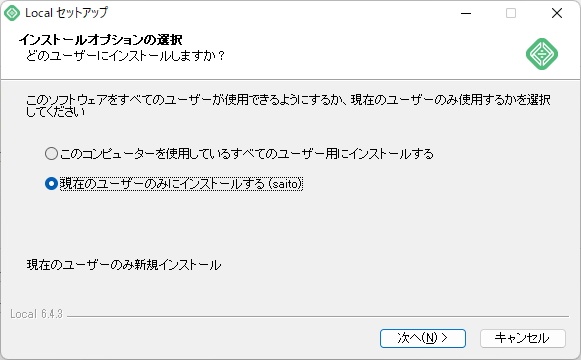 Local セットアップ
インストールオプションの選択
どのユーザーにインストールしますか？
このソフトウェアをすべてのユーザーが使用できるようにするか、現在のユーザーのみ使用するかを選択
してください
このコンピューターを使用しているすべてのユーザー用にインストールする
現在のユーザーのみにインストールする (saito)
現在のユーザーのみ新規インストール
Local 6.4.3
次へ(N) >
キャンセル